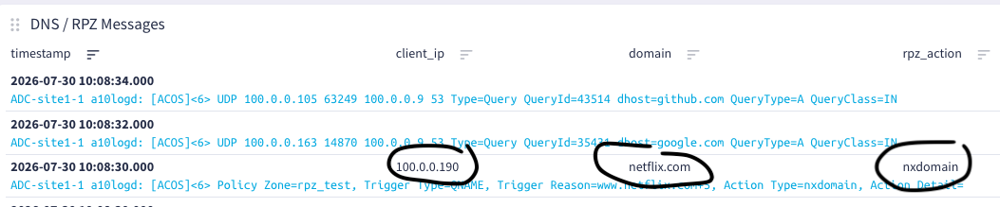 DNS / RPZ Messages
timestamp client_ip domain rpz_action
2026-07-30 10:08:34.000
ADC-site1-1 a10logd: [ACOS]<6> UDP 100.0.0.105 63249 100.0.0.9 53 Type=Query QueryId=43514 dhost=github.com QueryType=A QueryClass=IN
2026-07-30 10:08:32.000
ADC-site1-1 a10logd: [ACOS]<6> UDP 100.0.0.163 14870 100.0.0.9 53 Type=Query dhost=google.com QueryType=A QueryClass=IN
2026-07-30 10:08:30.000 100.0.0.190 netflix.com nxdomain
ADC-site1-1 a10logd: [ACOS]<6> Policy Zone=rpz_test, Trigger Type=QNAME, Trigger Reason=www.netflix.com Action Type=nxdomain, Action Detail=